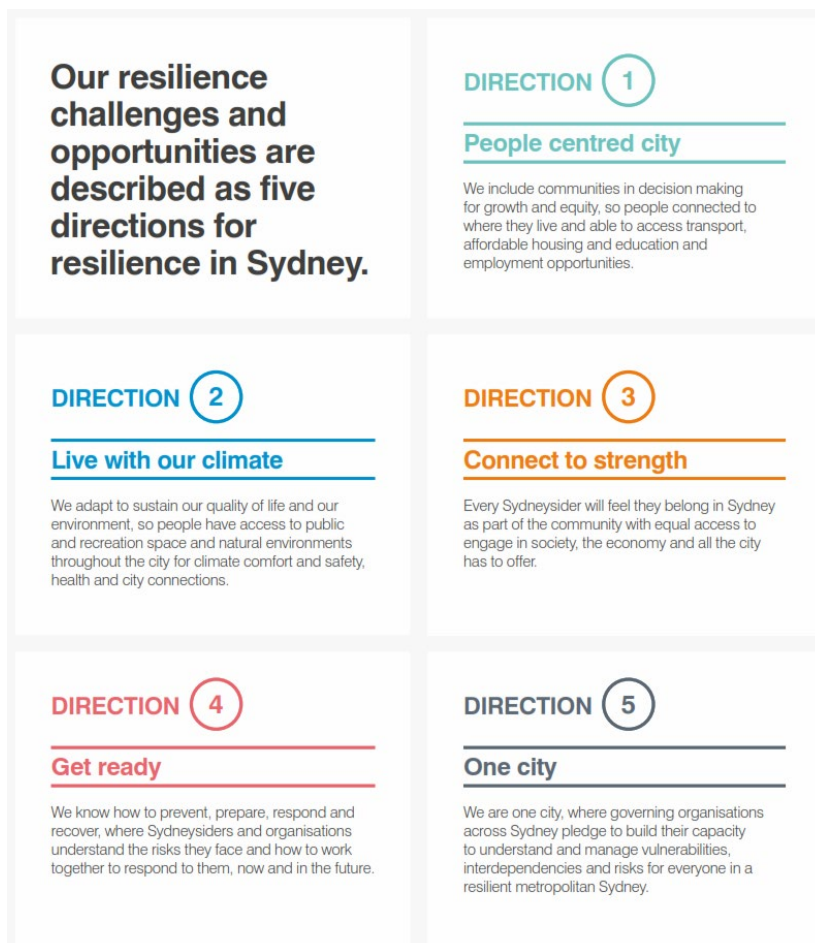 Our resilience
challenges and
opportunities are
described as five
directions for
resilience in Sydney.
DIRECTION 1
People centred city
We include communities in decision making
for growth and equity, so people connected to
where they live and able to access transport,
affordable housing and education and
employment opportunities.
DIRECTION 2
Live with our climate
We adapt to sustain our quality of life and our
environment, so people have access to public
and recreation space and natural environments
throughout the city for climate comfort and safety,
health and city connections.
DIRECTION 3
Connect to strength
Every Sydneysider will feel they belong in Sydney
as part of the community with equal access to
engage in society, the economy and all the city
has to offer.
DIRECTION 4
Get ready
We know how to prevent, prepare, respond and
recover, where Sydneysiders and organisations
understand the risks they face and how to work
together to respond to them, now and in the future.
DIRECTION 5
One city
We are one city, where governing organisations
across Sydney pledge to build their capacity
to understand and manage vulnerabilities,
interdependencies and risks for everyone in a
resilient metropolitan Sydney.